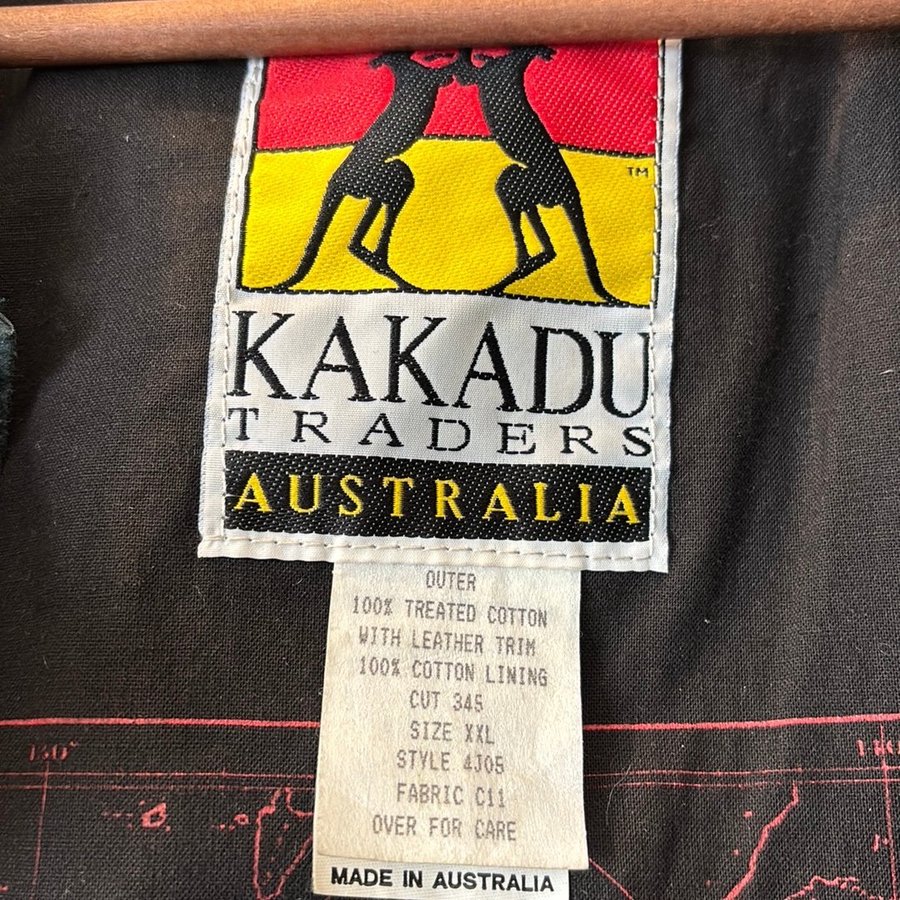 TM
KAKADU
TRADERS
AUSTRALIA
OUTER
100% TREATED COTTON
WITH LEATHER TRIM
100% COTTON LINING
CUT 345
SIZE XXL
STYLE 4J05
FABRIC C11
OVER FOR CARE
MADE IN AUSTRALIA